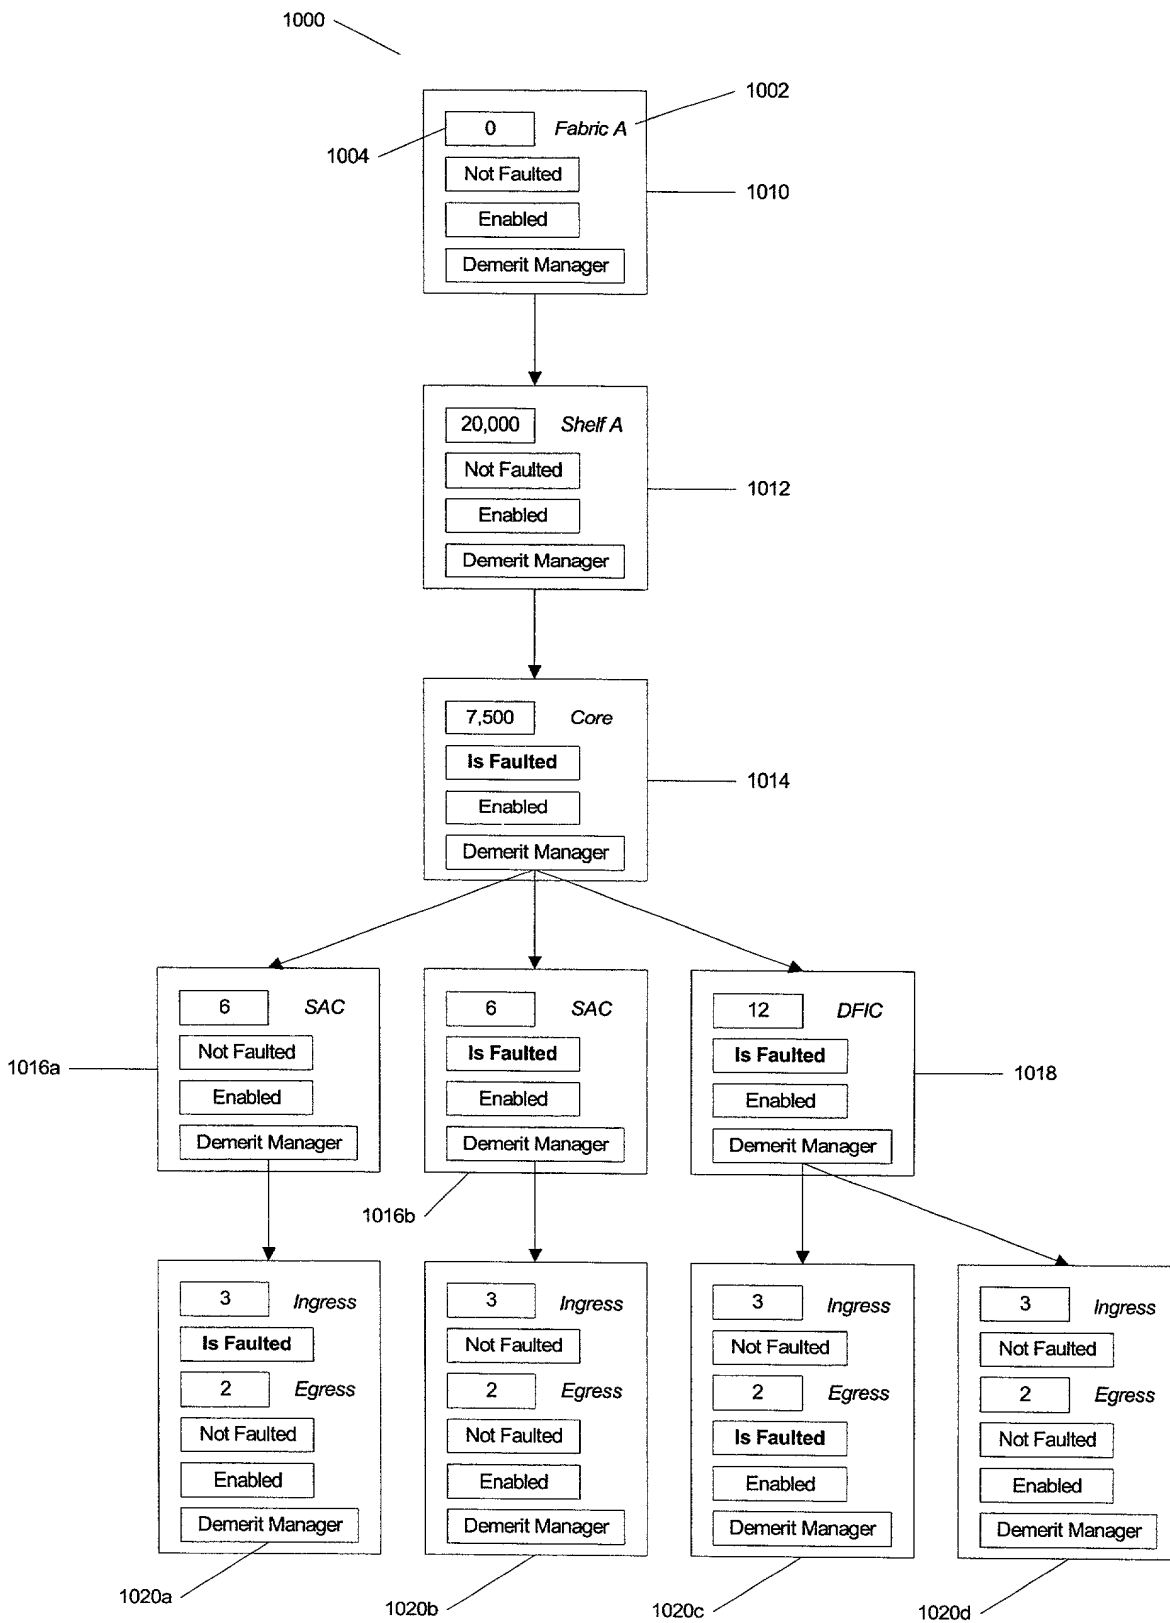 1000
1002
0 Fabric A
1004
Not Faulted
1010
Enabled
Demerit Manager
20,000 Shelf A
Not Faulted
1012
Enabled
Demerit Manager
7,500 Core
Is Faulted
1014
Enabled
Demerit Manager
6 SAC 6 SAC 12 DFIC
Not Faulted Is Faulted Is Faulted
1016a 1018
Enabled Enabled Enabled
Demerit Manager Demerit Manager Demerit Manager
1016b
3 Ingress 3 Ingress 3 Ingress 3 Ingress
Is Faulted Not Faulted Not Faulted Not Faulted
2 Egress 2 Egress 2 Egress 2 Egress
Not Faulted Not Faulted Is Faulted Not Faulted
Enabled Enabled Enabled Enabled
Demerit Manager Demerit Manager Demerit Manager Demerit Manager
1020a 1020b 1020c 1020d